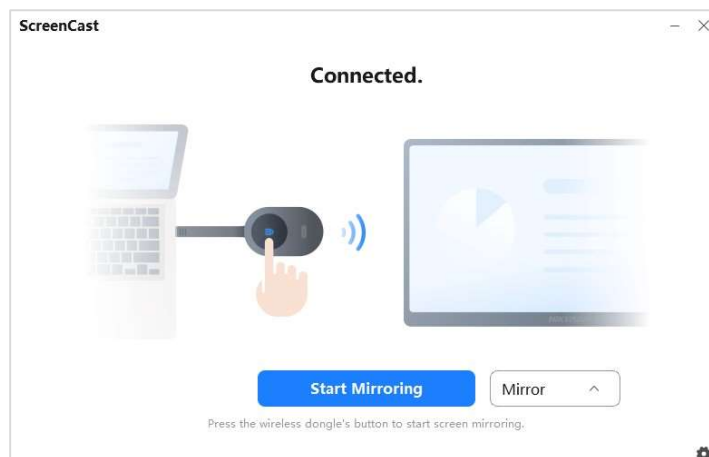 ScreenCast
Connected.
Start Mirroring
Mirror
Press the wireless dongle's button to start screen mirroring.